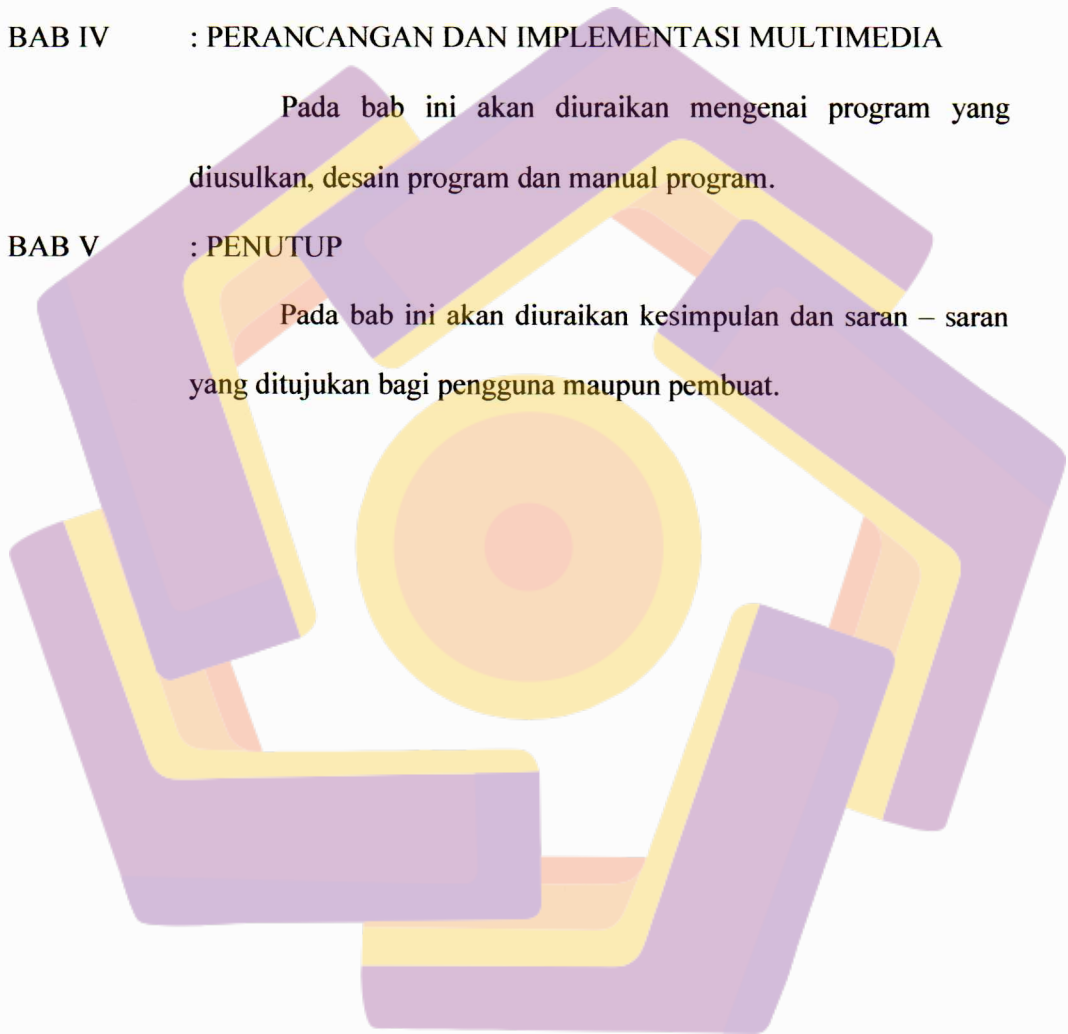 BAB IV : PERANCANGAN DAN IMPLEMENTASI MULTIMEDIA
Pada bab ini akan diuraikan mengenai program yang
diusulkan, desain program dan manual program.
BAB V : PENUTUP
Pada bab ini akan diuraikan kesimpulan dan saran – saran
yang ditujukan bagi pengguna maupun pembuat.